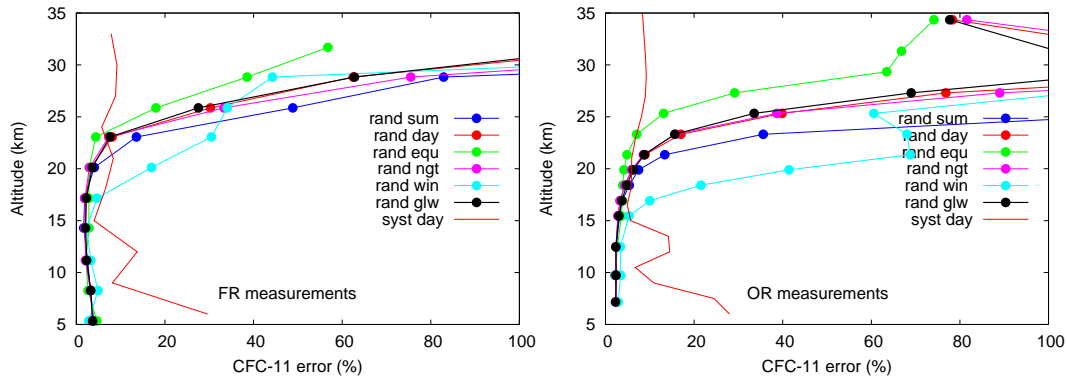 35
30
25
20
15
10
5
Altitude (km)
rand sum
rand day
rand equ
rand ngt
rand win
rand glw
syst day
FR measurements
0 20 40 60 80 100
CFC-11 error (%)
35
30
25
20
15
10
5
Altitude (km)
rand sum
rand day
rand equ
rand ngt
rand win
rand glw
syst day
OR measurements
0 20 40 60 80 100
CFC-11 error (%)